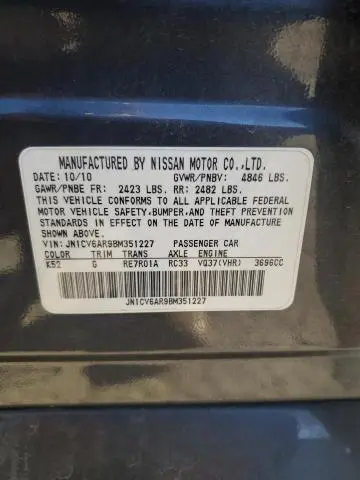 MANUFACTURED BY NISSAN MOTOR CO.,LTD.
DATE: 10/10 GVWR/PNBV: 4846 LBS.
GAWR/PNBE FR: 2423 LBS. RR: 2482 LBS.
THIS VEHICLE CONFORMS TO ALL APPLICABLE FEDERAL
MOTOR VEHICLE SAFETY,BUMPER,AND THEFT PREVENTION
STANDARDS IN EFFECT ON THE DATE OF MANUFACTURE
SHOWN ABOVE.
VIN: JN1CV6AR9BM351227 PASSENGER CAR
COLOR TRIM TRANS AXLE ENGINE
K52 G RE7R01A RC33 VQ37(VHR) 3696CC
JN1CV6AR9BM351227